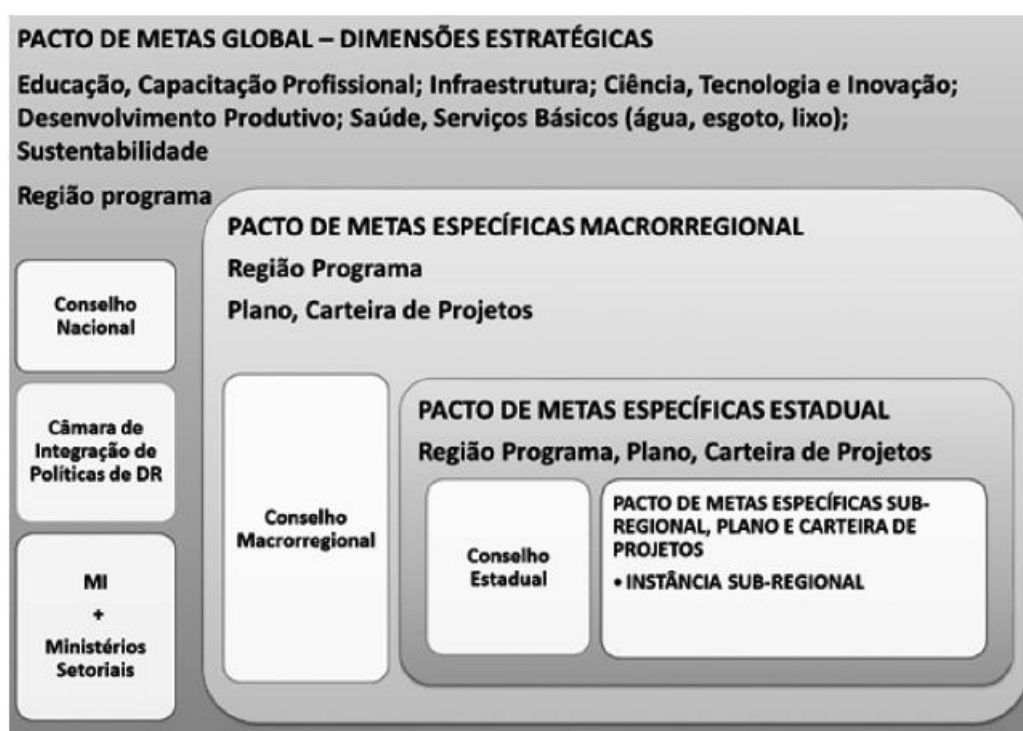 PACTO DE METAS GLOBAL – DIMENSÕES ESTRATÉGICAS
Educação, Capacitação Profissional; Infraestrutura; Ciência, Tecnologia e Inovação;
Desenvolvimento Produtivo; Saúde, Serviços Básicos (água, esgoto, lixo);
Sustentabilidade
Região programa
PACTO DE METAS ESPECÍFICAS MACRORREGIONAL
Região Programa
Plano, Carteira de Projetos
Conselho
Nacional
Câmara de
Integração de
Políticas de DR
MI
+
Ministérios
Setoriais
Conselho
Macrorregional
PACTO DE METAS ESPECÍFICAS ESTADUAL
Região Programa, Plano, Carteira de Projetos
Conselho
Estadual
PACTO DE METAS ESPECÍFICAS SUB-
REGIONAL, PLANO E CARTEIRA DE
PROJETOS
• INSTÂNCIA SUB-REGIONAL